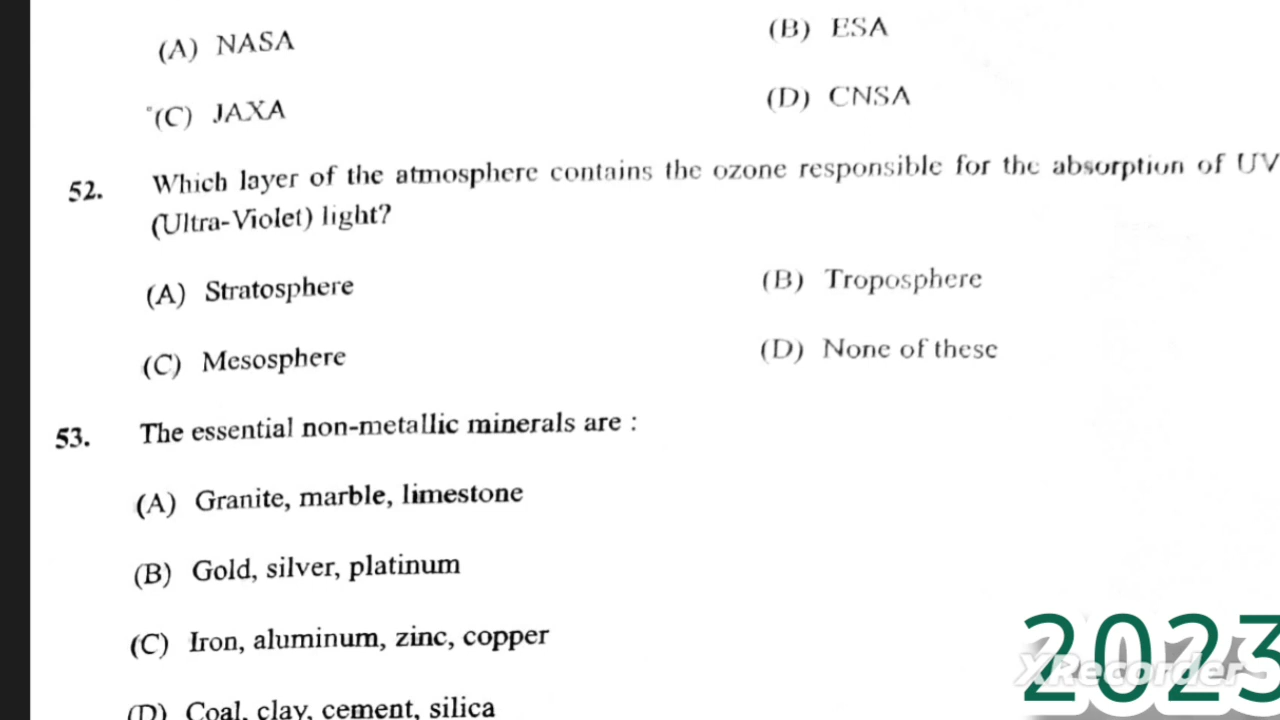 (A) NASA
(B) ESA
(C) JAXA
(D) CNSA
52. Which layer of the atmosphere contains the ozone responsible for the absorption of UV
(Ultra-Violet) light?
(A) Stratosphere
(B) Troposphere
(C) Mesosphere
(D) None of these
53. The essential non-metallic minerals are :
(A) Granite, marble, limestone
(B) Gold, silver, platinum
(C) Iron, aluminum, zinc, copper
(D) Coal, clay, cement, silica
2023
XRecorder